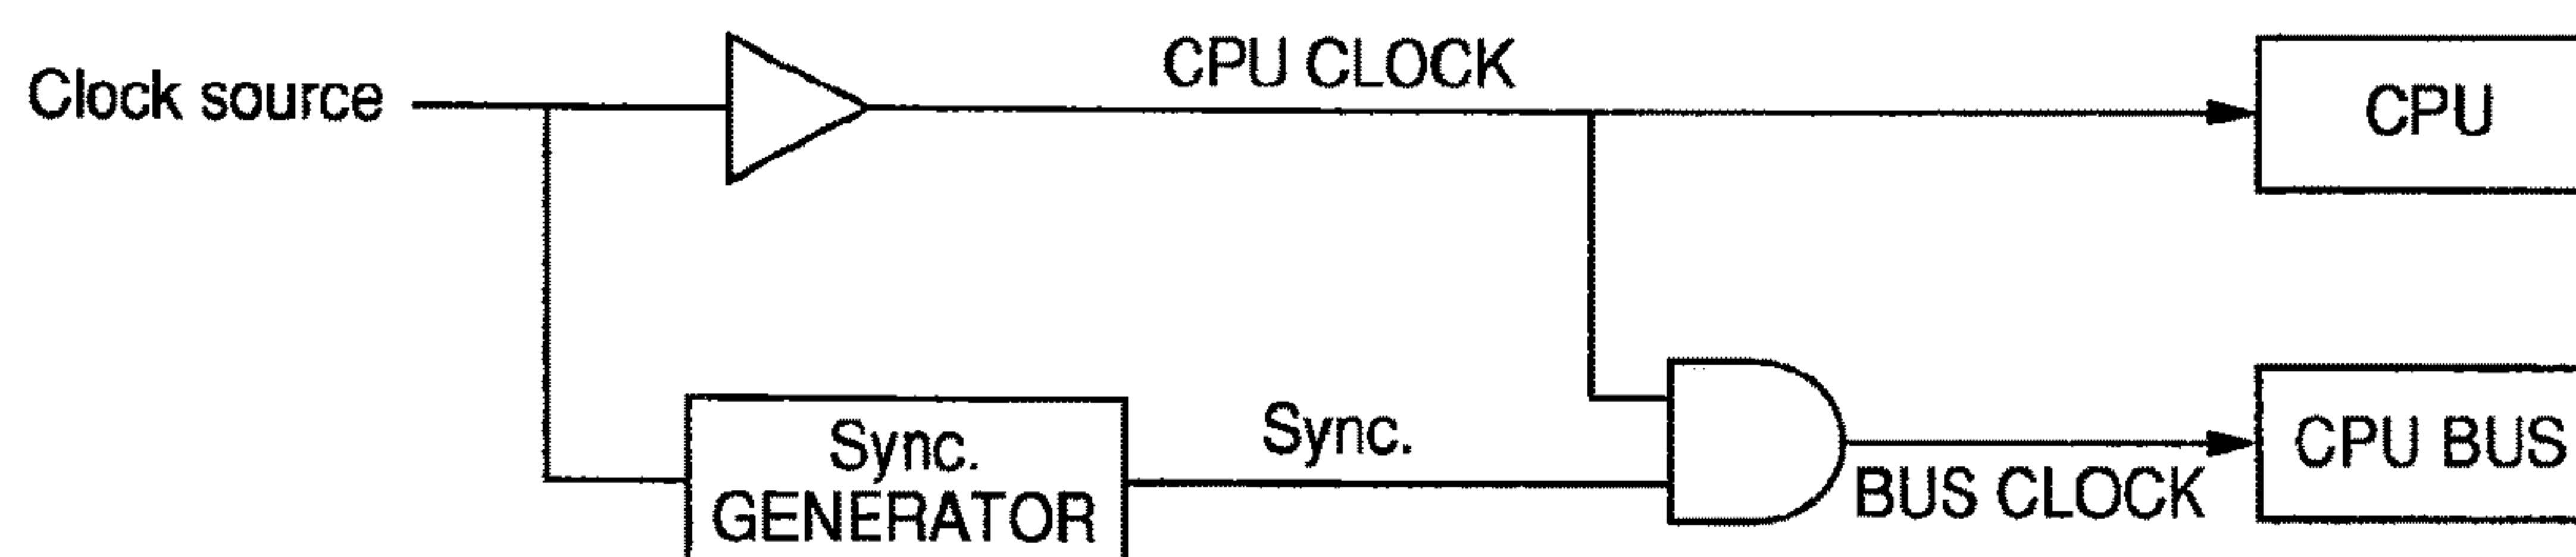 Clock source
CPU CLOCK
CPU
Sync.
GENERATOR
Sync.
BUS CLOCK
CPU BUS